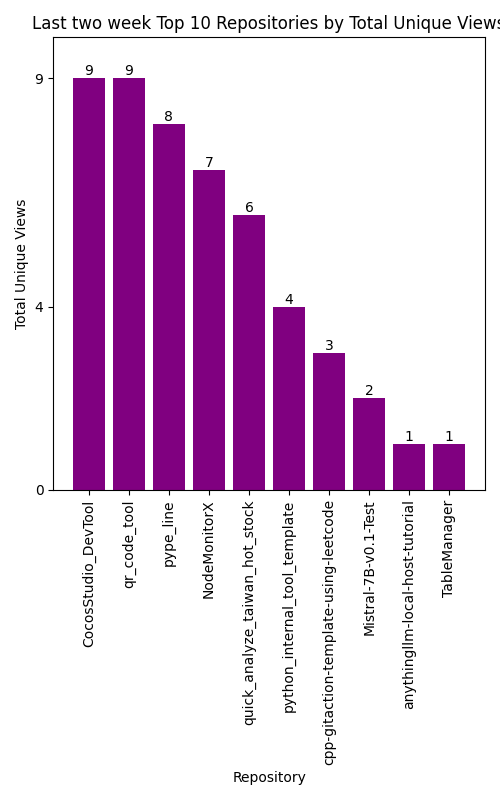 Last two week Top 10 Repositories by Total Unique Views
9
4
0
Total Unique Views
9
9
8
7
6
4
3
2
1
1
CocosStudio_DevTool
qr_code_tool
pype_line
NodeMonitorX
quick_analyze_taiwan_hot_stock
python_internal_tool_template
cpp-gitaction-template-using-leetcode
Mistral-7B-v0.1-Test
anythingllm-local-host-tutorial
TableManager
Repository